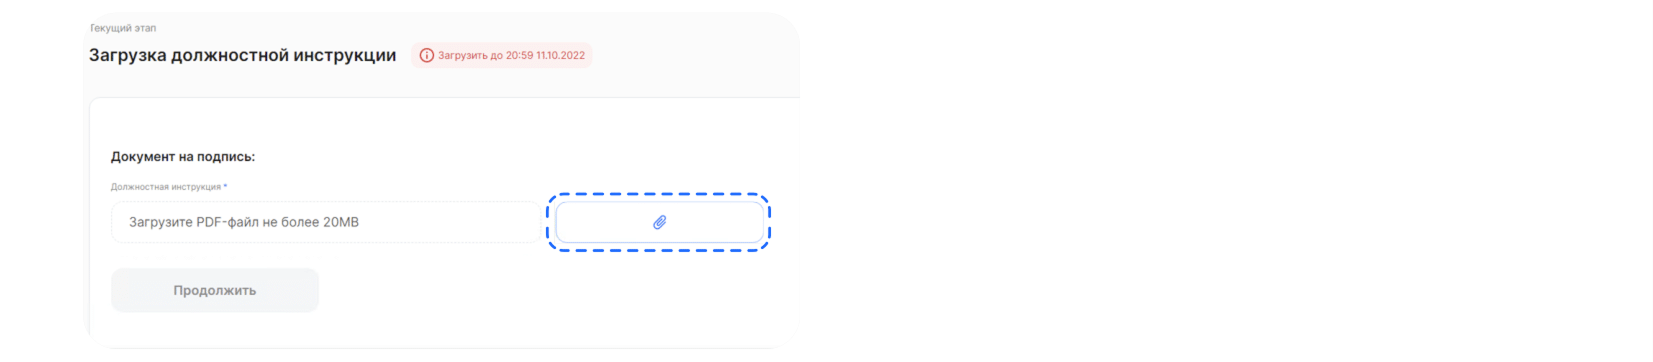 Текущий этап
Загрузка должностной инструкции
Загрузить до 20:59 11.10.2022
Документ на подпись:
Должностная инструкция *
Загрузите PDF-файл не более 20МВ
Продолжить